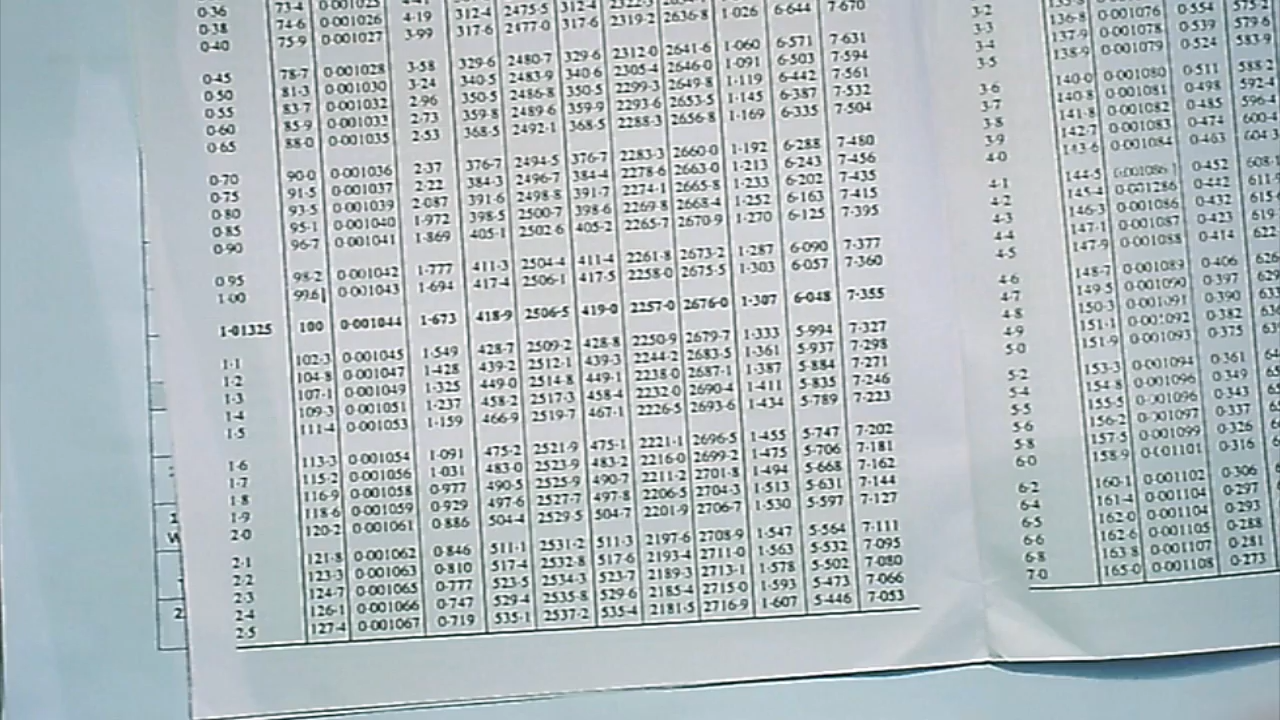 0·36 73·4
0·38 74·6 0·001026 4·19 312·4 2475·5 312·4
0·40 75·9 0·001027 3·99 317·6 2477·0 317·6 2319·2 2636·8 1·026 6·644 7·670
0·45 78·7 0·001028 3·58 329·6 2480·7 329·6 2312·0 2641·6 1·060 6·571 7·631
0·50 81·3 0·001030 3·24 340·5 2483·9 340·6 2305·4 2646·0 1·091 6·503 7·594
0·55 83·7 0·001032 2·96 350·5 2486·8 350·5 2299·3 2649·8 1·119 6·442 7·561
0·60 85·9 0·001033 2·73 359·8 2489·6 359·9 2293·6 2653·5 1·145 6·387 7·532
0·65 88·0 0·001035 2·53 368·5 2492·1 368·5 2288·3 2656·8 1·169 6·335 7·504
0·70 90·0 0·001036 2·37 376·7 2494·5 376·7 2283·3 2660·0 1·192 6·288 7·480
0·75 91·5 0·001037 2·22 384·3 2496·7 384·4 2278·6 2663·0 1·213 6·243 7·456
0·80 93·5 0·001039 2·087 391·6 2498·8 391·7 2274·1 2665·8 1·233 6·202 7·435
0·85 95·1 0·001040 1·972 398·5 2500·7 398·6 2269·8 2668·4 1·252 6·163 7·415
0·90 96·7 0·001041 1·869 405·1 2502·6 405·2 2265·7 2670·9 1·270 6·125 7·395
0·95 98·2 0·001042 1·777 411·3 2504·4 411·4 2261·8 2673·2 1·287 6·090 7·377
1·00 99·6 0·001043 1·694 417·4 2506·1 417·5 2258·0 2675·5 1·303 6·057 7·360
1·01325 100 0·001044 1·673 418·9 2506·5 419·0 2257·0 2676·0 1·307 6·048 7·355
1·1 102·3 0·001045 1·549 428·7 2509·2 428·8 2250·9 2679·7 1·333 5·994 7·327
1·2 104·8 0·001047 1·428 439·2 2512·1 439·3 2244·2 2683·5 1·361 5·937 7·298
1·3 107·1 0·001049 1·325 449·0 2514·8 449·1 2238·0 2687·1 1·387 5·884 7·271
1·4 109·3 0·001051 1·237 458·2 2517·3 458·4 2232·0 2690·4 1·411 5·835 7·246
1·5 111·4 0·001053 1·159 466·9 2519·7 467·1 2226·5 2693·6 1·434 5·789 7·223
1·6 113·3 0·001054 1·091 475·2 2521·9 475·1 2221·1 2696·5 1·455 5·747 7·202
1·7 115·2 0·001056 1·031 483·0 2523·9 483·2 2216·0 2699·2 1·475 5·706 7·181
1·8 116·9 0·001058 0·977 490·5 2525·9 490·7 2211·2 2701·8 1·494 5·668 7·162
1·9 118·6 0·001059 0·929 497·6 2527·7 497·8 2206·5 2704·3 1·513 5·631 7·144
2·0 120·2 0·001061 0·886 504·4 2529·5 504·7 2201·9 2706·7 1·530 5·597 7·127
2·1 121·8 0·001062 0·846 511·1 2531·2 511·3 2197·6 2708·9 1·547 5·564 7·111
2·2 123·3 0·001063 0·810 517·4 2532·8 517·6 2193·4 2711·0 1·563 5·532 7·095
2·3 124·7 0·001065 0·777 523·5 2534·3 523·7 2189·3 2713·1 1·578 5·502 7·080
2·4 126·1 0·001066 0·747 529·4 2535·8 529·6 2185·4 2715·0 1·593 5·473 7·066
2·5 127·4 0·001067 0·719 535·1 2537·2 535·4 2181·5 2716·9 1·607 5·446 7·053
3·2
3·3 136·8 0·001076 0·554
3·4 137·9 0·001078 0·539 579·6
3·5 138·9 0·001079 0·524 583·9
3·6 140·0 0·001080 0·511 588·2
3·7 140·8 0·001081 0·498 592·4
3·8 141·8 0·001082 0·485 596·4
3·9 142·7 0·001083 0·474 600·4
4·0 143·6 0·001084 0·463 604·3
4·1 144·5 0·001086 0·452
4·2 145·4 0·001286 0·442
4·3 146·3 0·001086 0·432
4·4 147·1 0·001087 0·423
4·5 147·9 0·001088 0·414
4·6 148·7 0·001089 0·406
4·7 149·5 0·001090 0·397
4·8 150·3 0·001091 0·390
4·9 151·1 0·001092 0·382
5·0 151·9 0·001093 0·375
5·2 153·3 0·001094 0·361
5·4 154·8 0·001096 0·349
5·5 155·5 0·001096 0·343
5·6 156·2 0·001097 0·337
5·8 157·5 0·001099 0·326
6·0 158·9 0·001101 0·316
6·2 160·1 0·001102 0·306
6·4 161·4 0·001104 0·297
6·5 162·0 0·001104 0·293
6·6 162·6 0·001105 0·288
6·8 163·8 0·001107 0·281
7·0 165·0 0·001108 0·273